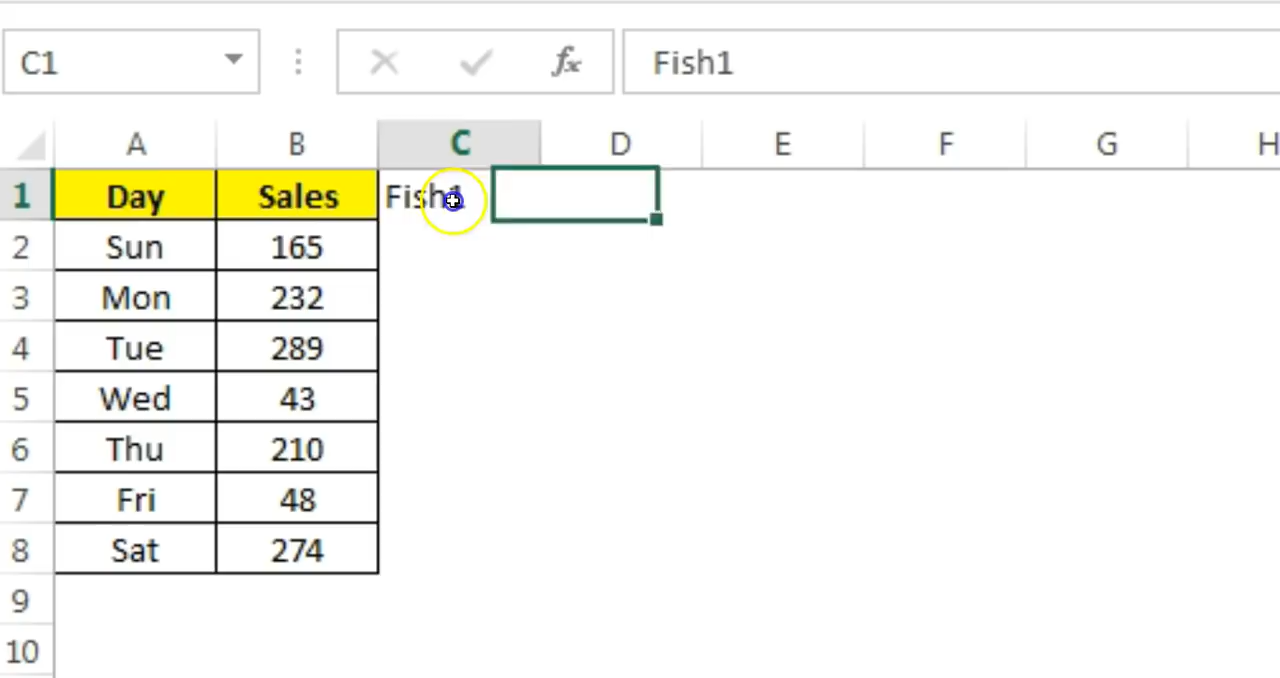 C1 fx Fish1
A B C D E F G H
1 Day Sales Fish1
2 Sun 165
3 Mon 232
4 Tue 289
5 Wed 43
6 Thu 210
7 Fri 48
8 Sat 274
9
10